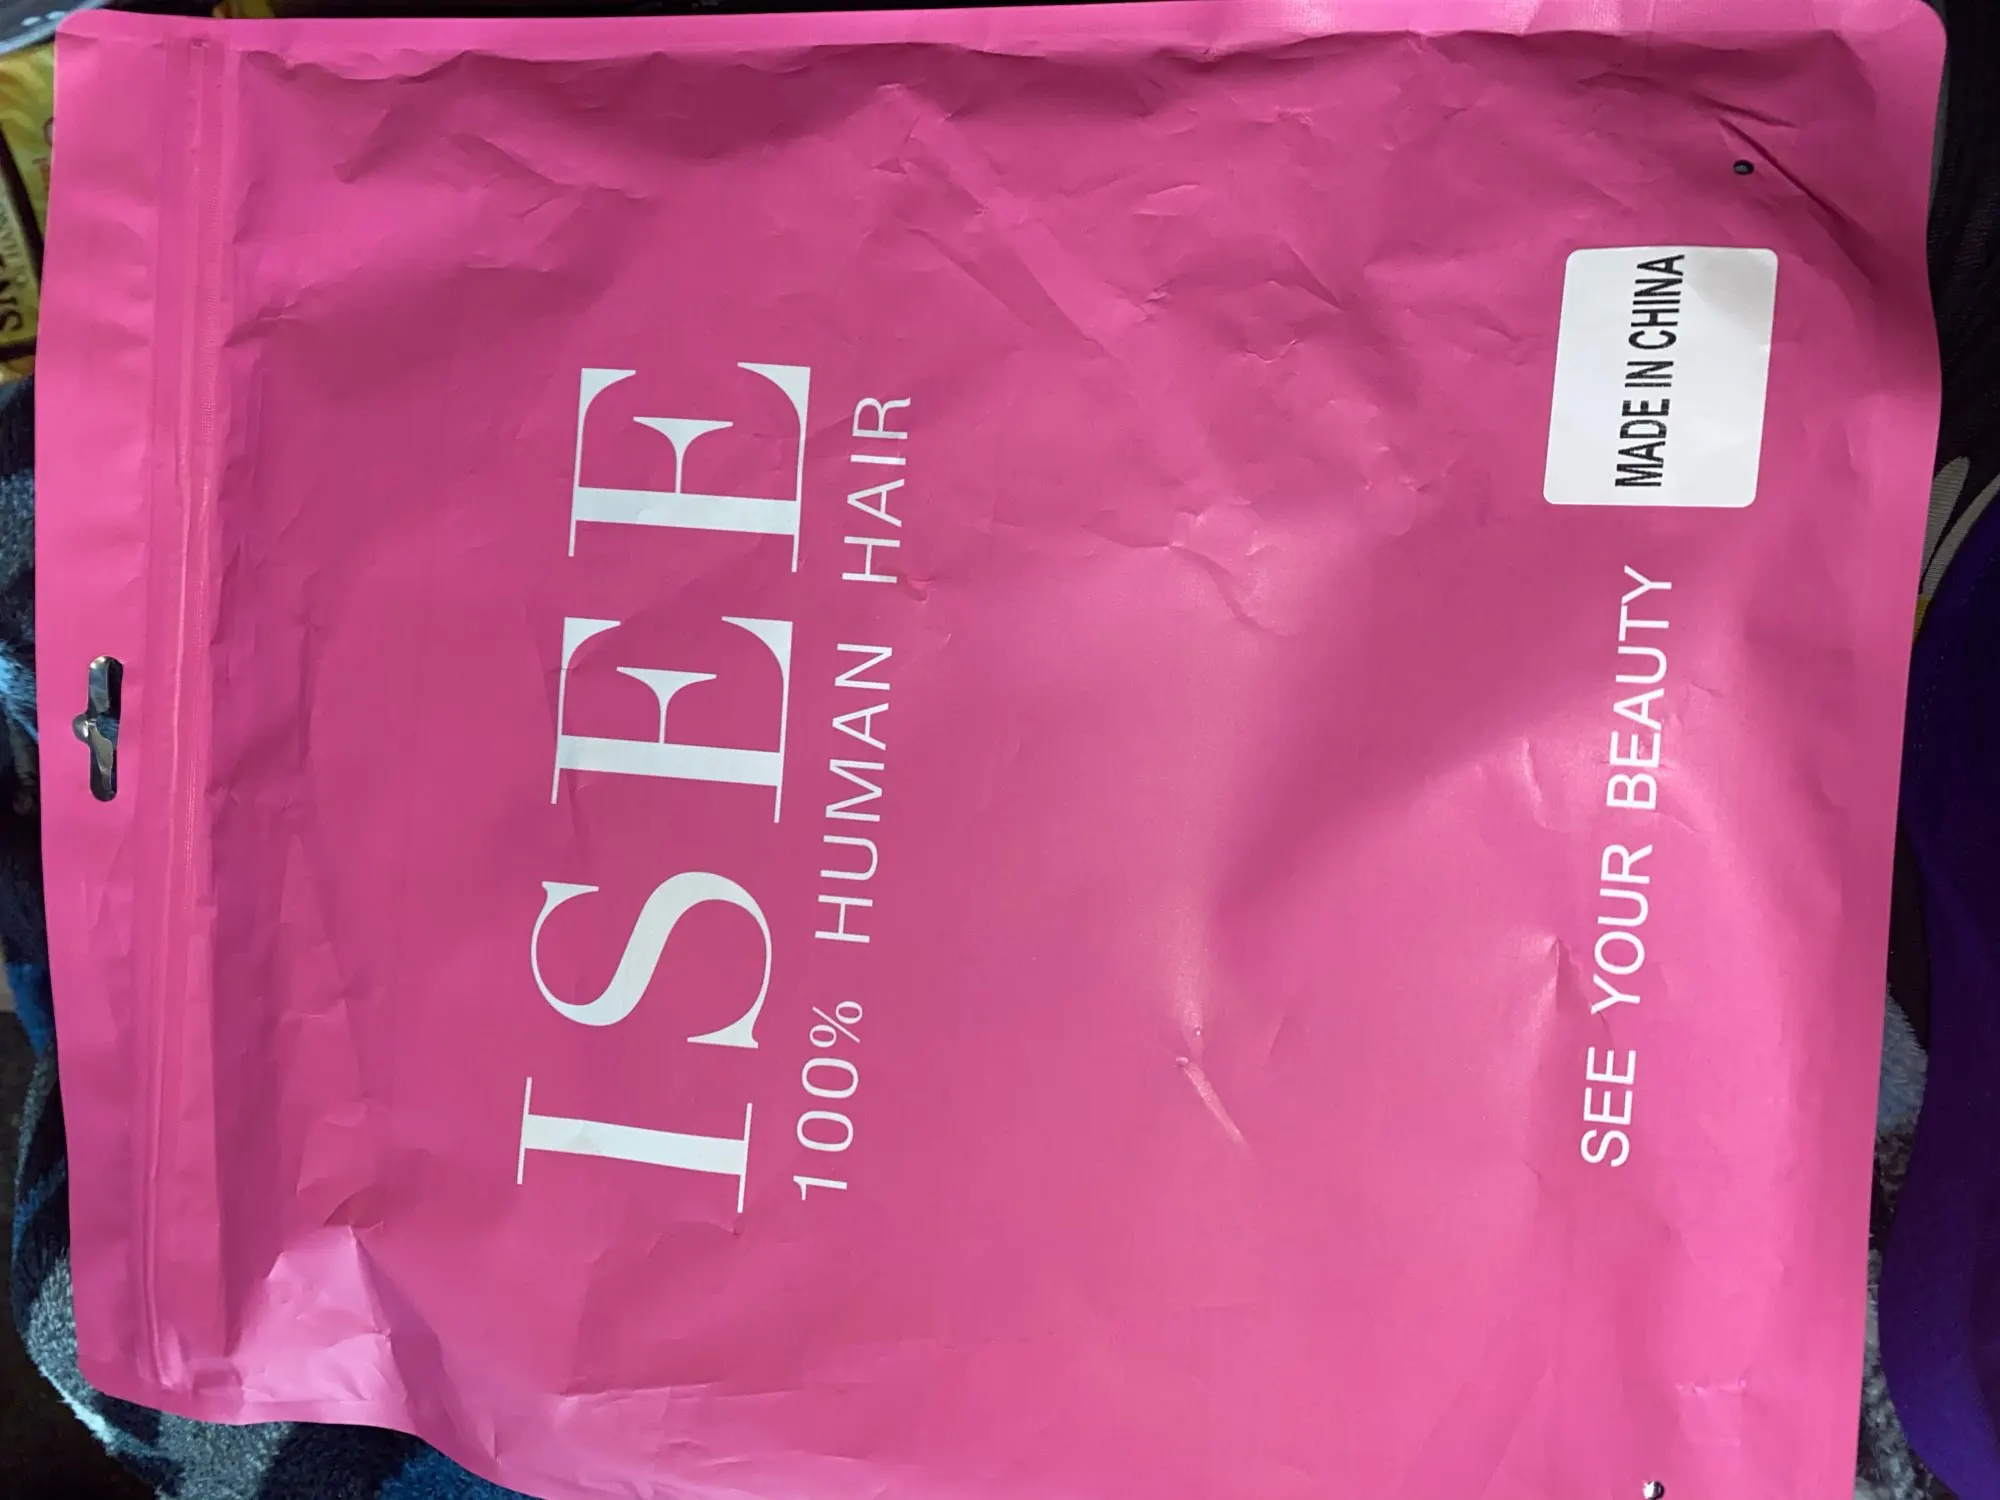 ISEE
100% HUMAN HAIR
SEE YOUR BEAUTY
MADE IN CHINA